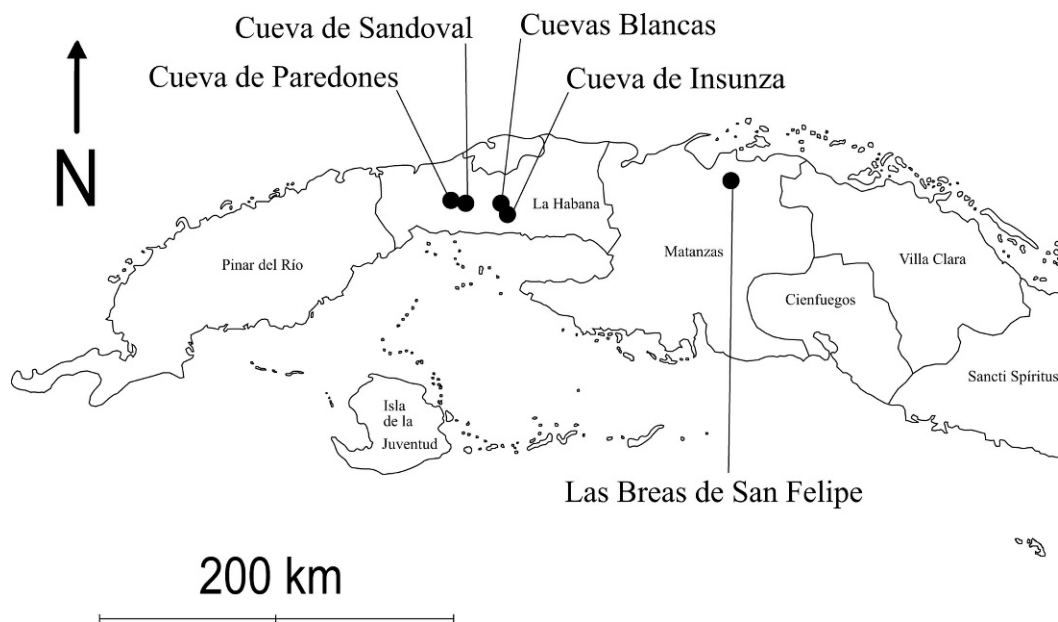 Cueva de Sandoval
Cuevas Blancas
Cueva de Paredones
Cueva de Insunza
N
La Habana
Pinar del Río
Matanzas
Villa Clara
Cienfuegos
Sancti Spíritus
Isla
de la
Juventud
Las Breas de San Felipe
200 km